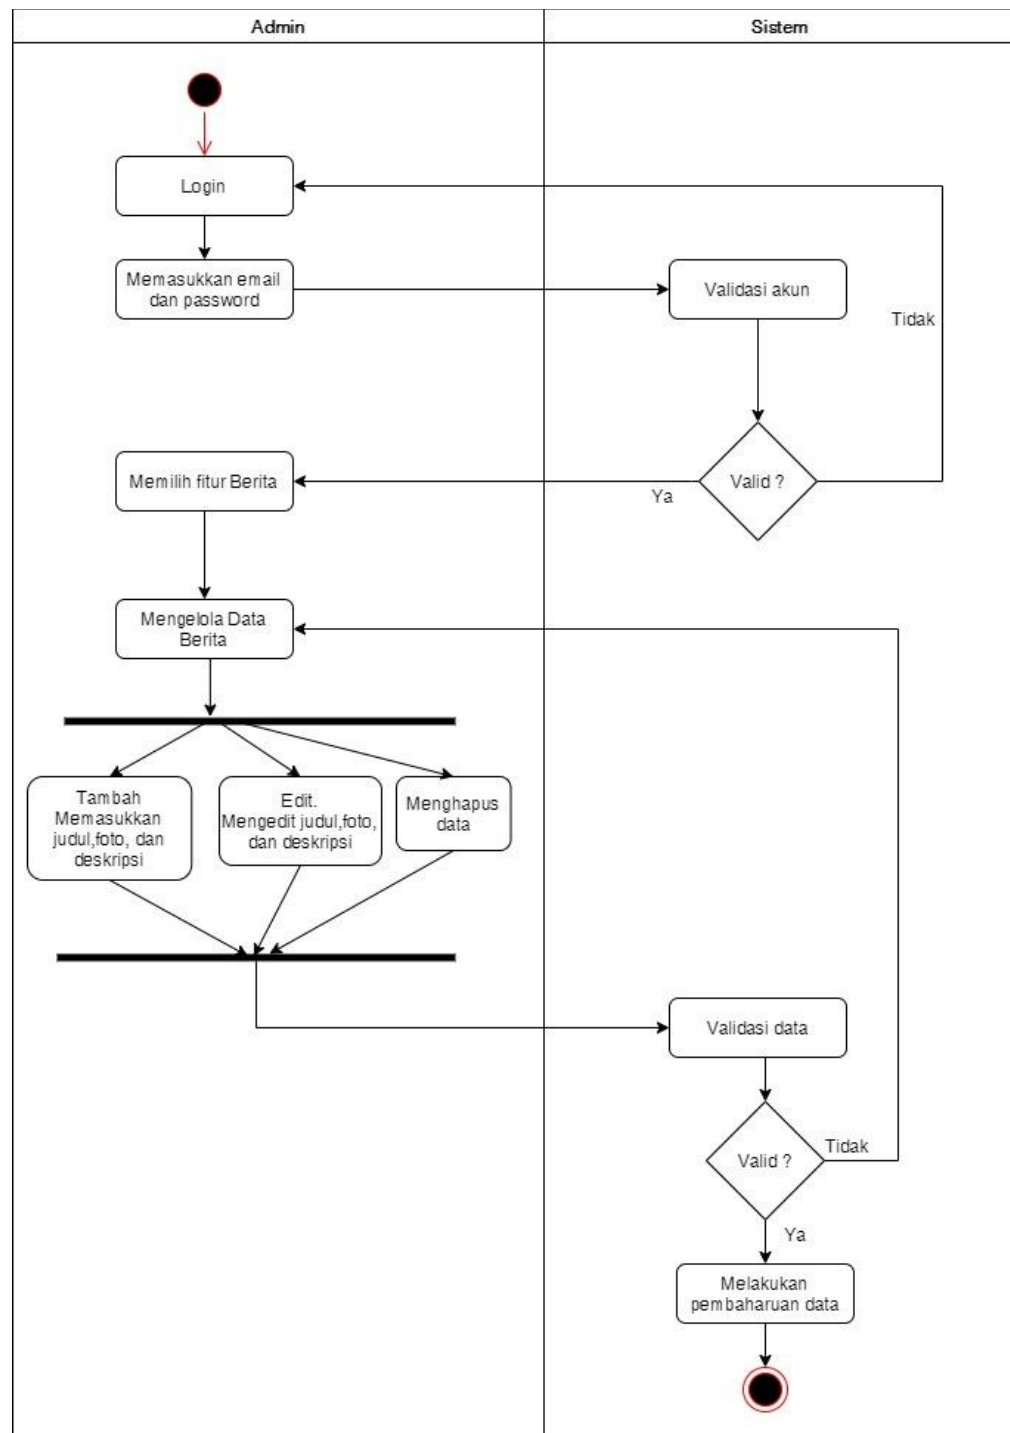 Admin
Sistem
Login
Memasukkan email
dan password
Validasi akun
Tidak
Memilih fitur Berita
Ya
Valid ?
Mengelola Data
Berita
Tambah
Memasukkan
judul,foto, dan
deskripsi
Edit.
Mengedit judul,foto,
dan deskripsi
Menghapus
data
Validasi data
Valid ?
Tidak
Ya
Melakukan
pembaharuan data